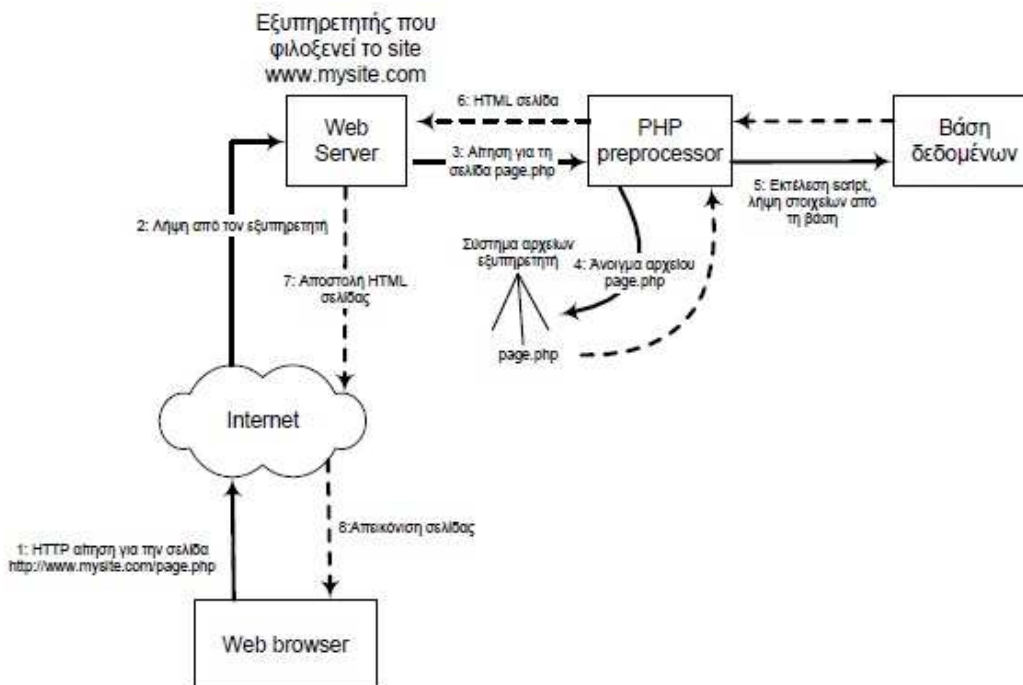 Εξυπηρετητής που
φιλοξενεί το site
www.mysite.com
Web
Server
6: HTML σελίδα
3: Αίτηση για τη
σελίδα page.php
PHP
preprocessor
Βάση
δεδομένων
5: Εκτέλεση script,
λήψη στοιχείων από
τη βάση
2: Λήψη από τον εξυπηρετητή
7: Αποστολή HTML
σελίδας
Σύστημα αρχείων
εξυπηρετητή
4: Άνοιγμα αρχείου
page.php
page.php
Internet
8:Απεικόνιση σελίδας
1: HTTP αίτηση για την σελίδα
http://www.mysite.com/page.php
Web browser